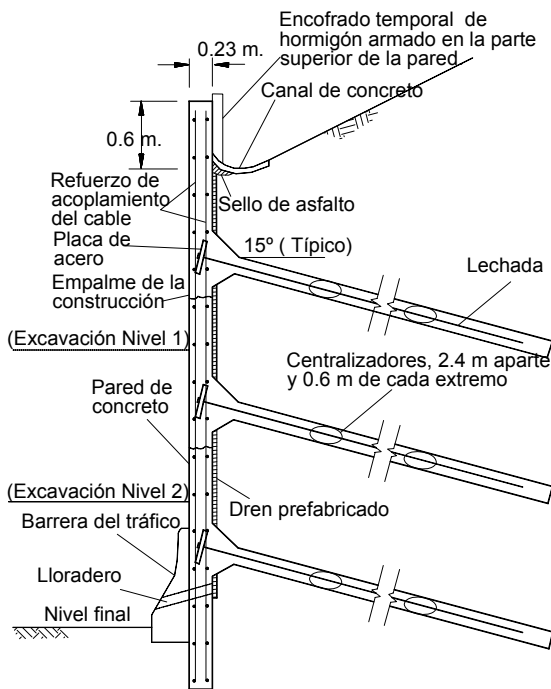 Encofrado temporal de
hormigón armado en la parte
superior de la pared
0.23 m.
Canal de concreto
0.6 m.
Refuerzo de
acoplamiento
del cable
Sello de asfalto
Placa de
acero
15º ( Típico)
Lechada
Empalme de la
construcción
(Excavación Nivel 1)
Centralizadores, 2.4 m aparte
y 0.6 m de cada extremo
Pared de
concreto
(Excavación Nivel 2)
Dren prefabricado
Barrera del tráfico
Lloradero
Nivel final